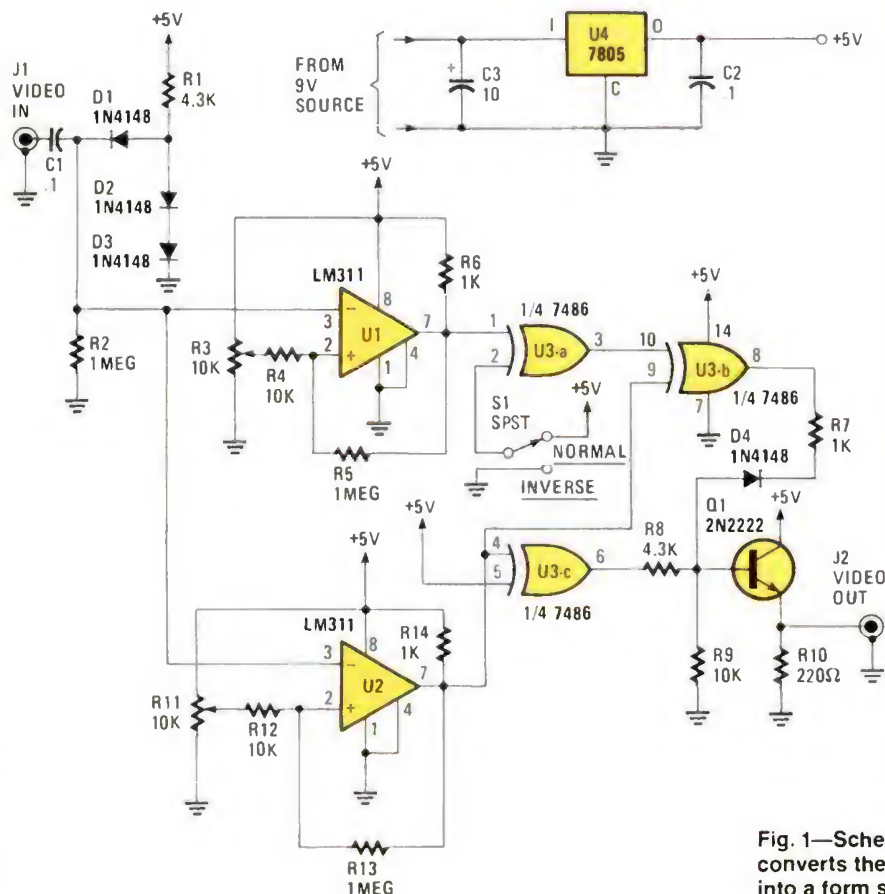 +5V
J1
VIDEO
IN
R1
4.3K
D1
1N4148
C1
.1
D2
1N4148
D3
1N4148
R2
1MEG
FROM
9V
SOURCE
+
C3
10
I
U4
7805
O
C
C2
.1
+5V
+5V
LM311
R6
1K
8
3
−
U1
7
2
+
1
4
R3
10K
R4
10K
R5
1MEG
1/4 7486
1
2
U3-a
3
S1
SPST
+5V
NORMAL
INVERSE
+5V
14
10
9
U3-b
8
7
1/4 7486
R7
1K
D4
1N4148
+5V
4
5
U3-c
6
1/4 7486
R8
4.3K
Q1
2N2222
+5V
J2
VIDEO
OUT
R9
10K
R10
220Ω
+5V
LM311
R14
1K
8
3
−
U2
7
2
+
1
4
R11
10K
R12
10K
R13
1MEG
Fig. 1—Sche
converts the
into a form s